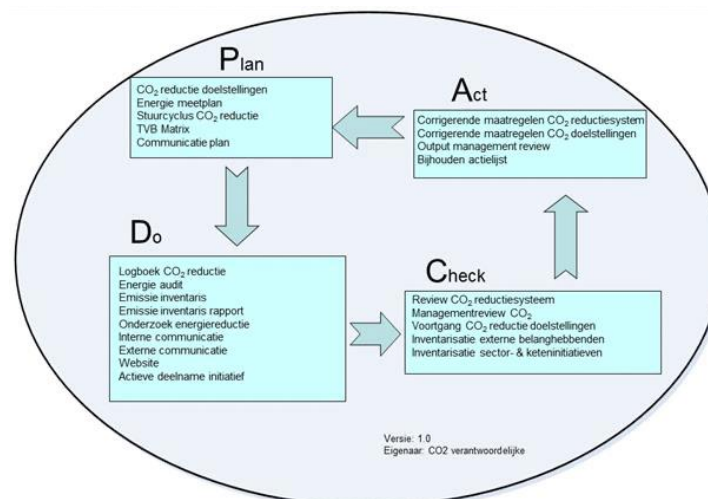 Plan
CO₂ reductie doelstellingen
Energie meetplan
Stuurcyclus CO₂ reductie
TVB Matrix
Communicatie plan
Act
Corrigerende maatregelen CO₂ reductiesystem
Corrigerende maatregelen CO₂ doelstellingen
Output management review
Bijhouden actielijst
Do
Logboek CO₂ reductie
Energie audit
Emissie inventaris
Emissie inventaris rapport
Onderzoek energiereductie
Interne communicatie
Externe communicatie
Website
Actieve deelname initiatief
Check
Review CO₂ reductiesysteem
Managementreview CO₂
Voortgang CO₂ reductie doelstellingen
Inventarisatie externe belanghebbenden
Inventarisatie sector- & keteninitiatieven
Versie: 1.0
Eigenaar: CO2 verantwoordelijke